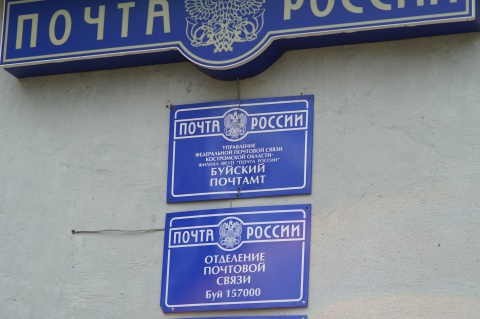 ПОЧТА РОССИИ
ПОЧТА РОССИИ
УПРАВЛЕНИЕ
ФЕДЕРАЛЬНОЙ ПОЧТОВОЙ СВЯЗИ
КОСТРОМСКОЙ ОБЛАСТИ
ФИЛИАЛ ФГУП "ПОЧТА РОССИИ"
БУЙСКИЙ
ПОЧТАМТ
ПОЧТА РОССИИ
ОТДЕЛЕНИЕ
ПОЧТОВОЙ
СВЯЗИ
Буй 157000